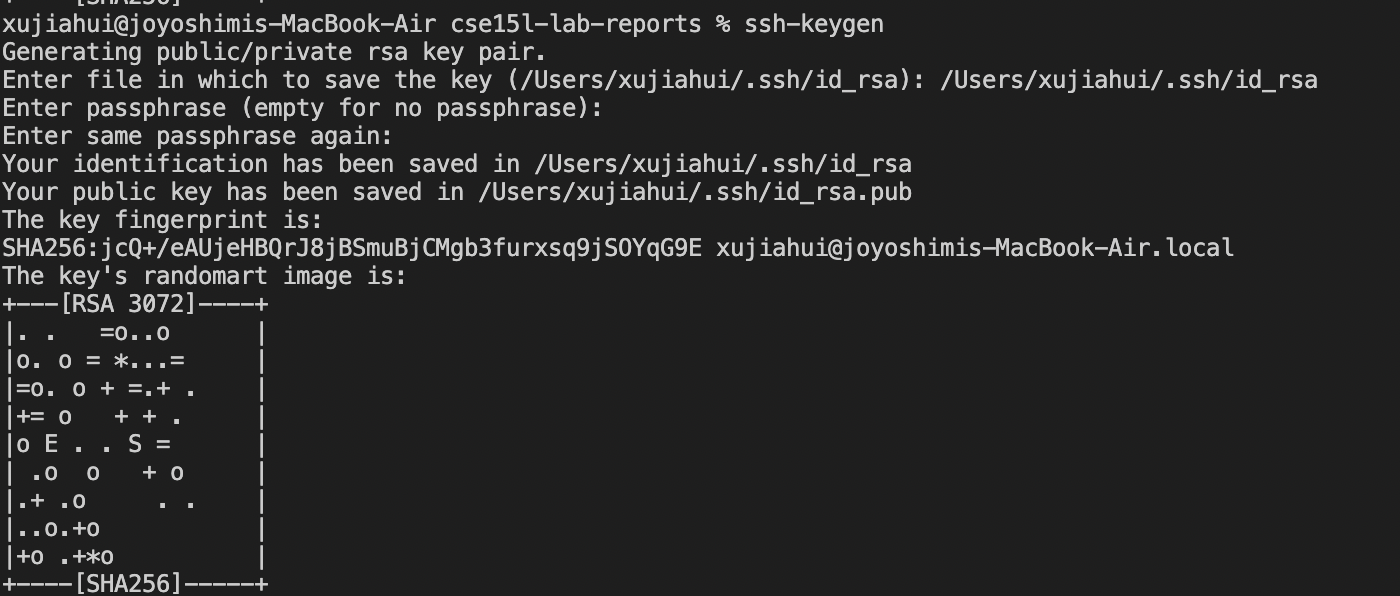 +----[SHA256]-----+
xujiahui@joyoshimis-MacBook-Air cse15l-lab-reports % ssh-keygen
Generating public/private rsa key pair.
Enter file in which to save the key (/Users/xujiahui/.ssh/id_rsa): /Users/xujiahui/.ssh/id_rsa
Enter passphrase (empty for no passphrase):
Enter same passphrase again:
Your identification has been saved in /Users/xujiahui/.ssh/id_rsa
Your public key has been saved in /Users/xujiahui/.ssh/id_rsa.pub
The key fingerprint is:
SHA256:jcQ+/eAUjeHBQrJ8jBSmuBjCMgb3furxsq9jSOYqG9E xujiahui@joyoshimis-MacBook-Air.local
The key's randomart image is:
+---[RSA 3072]----+
|. .   =o..o      |
|o. o = *...=     |
|=o. o + =.+ .    |
|+= o   + + .     |
|o E . . S =      |
| .o  o   + o     |
|.+ .o     . .    |
|..o.+o           |
|+o .+*o          |
+----[SHA256]-----+